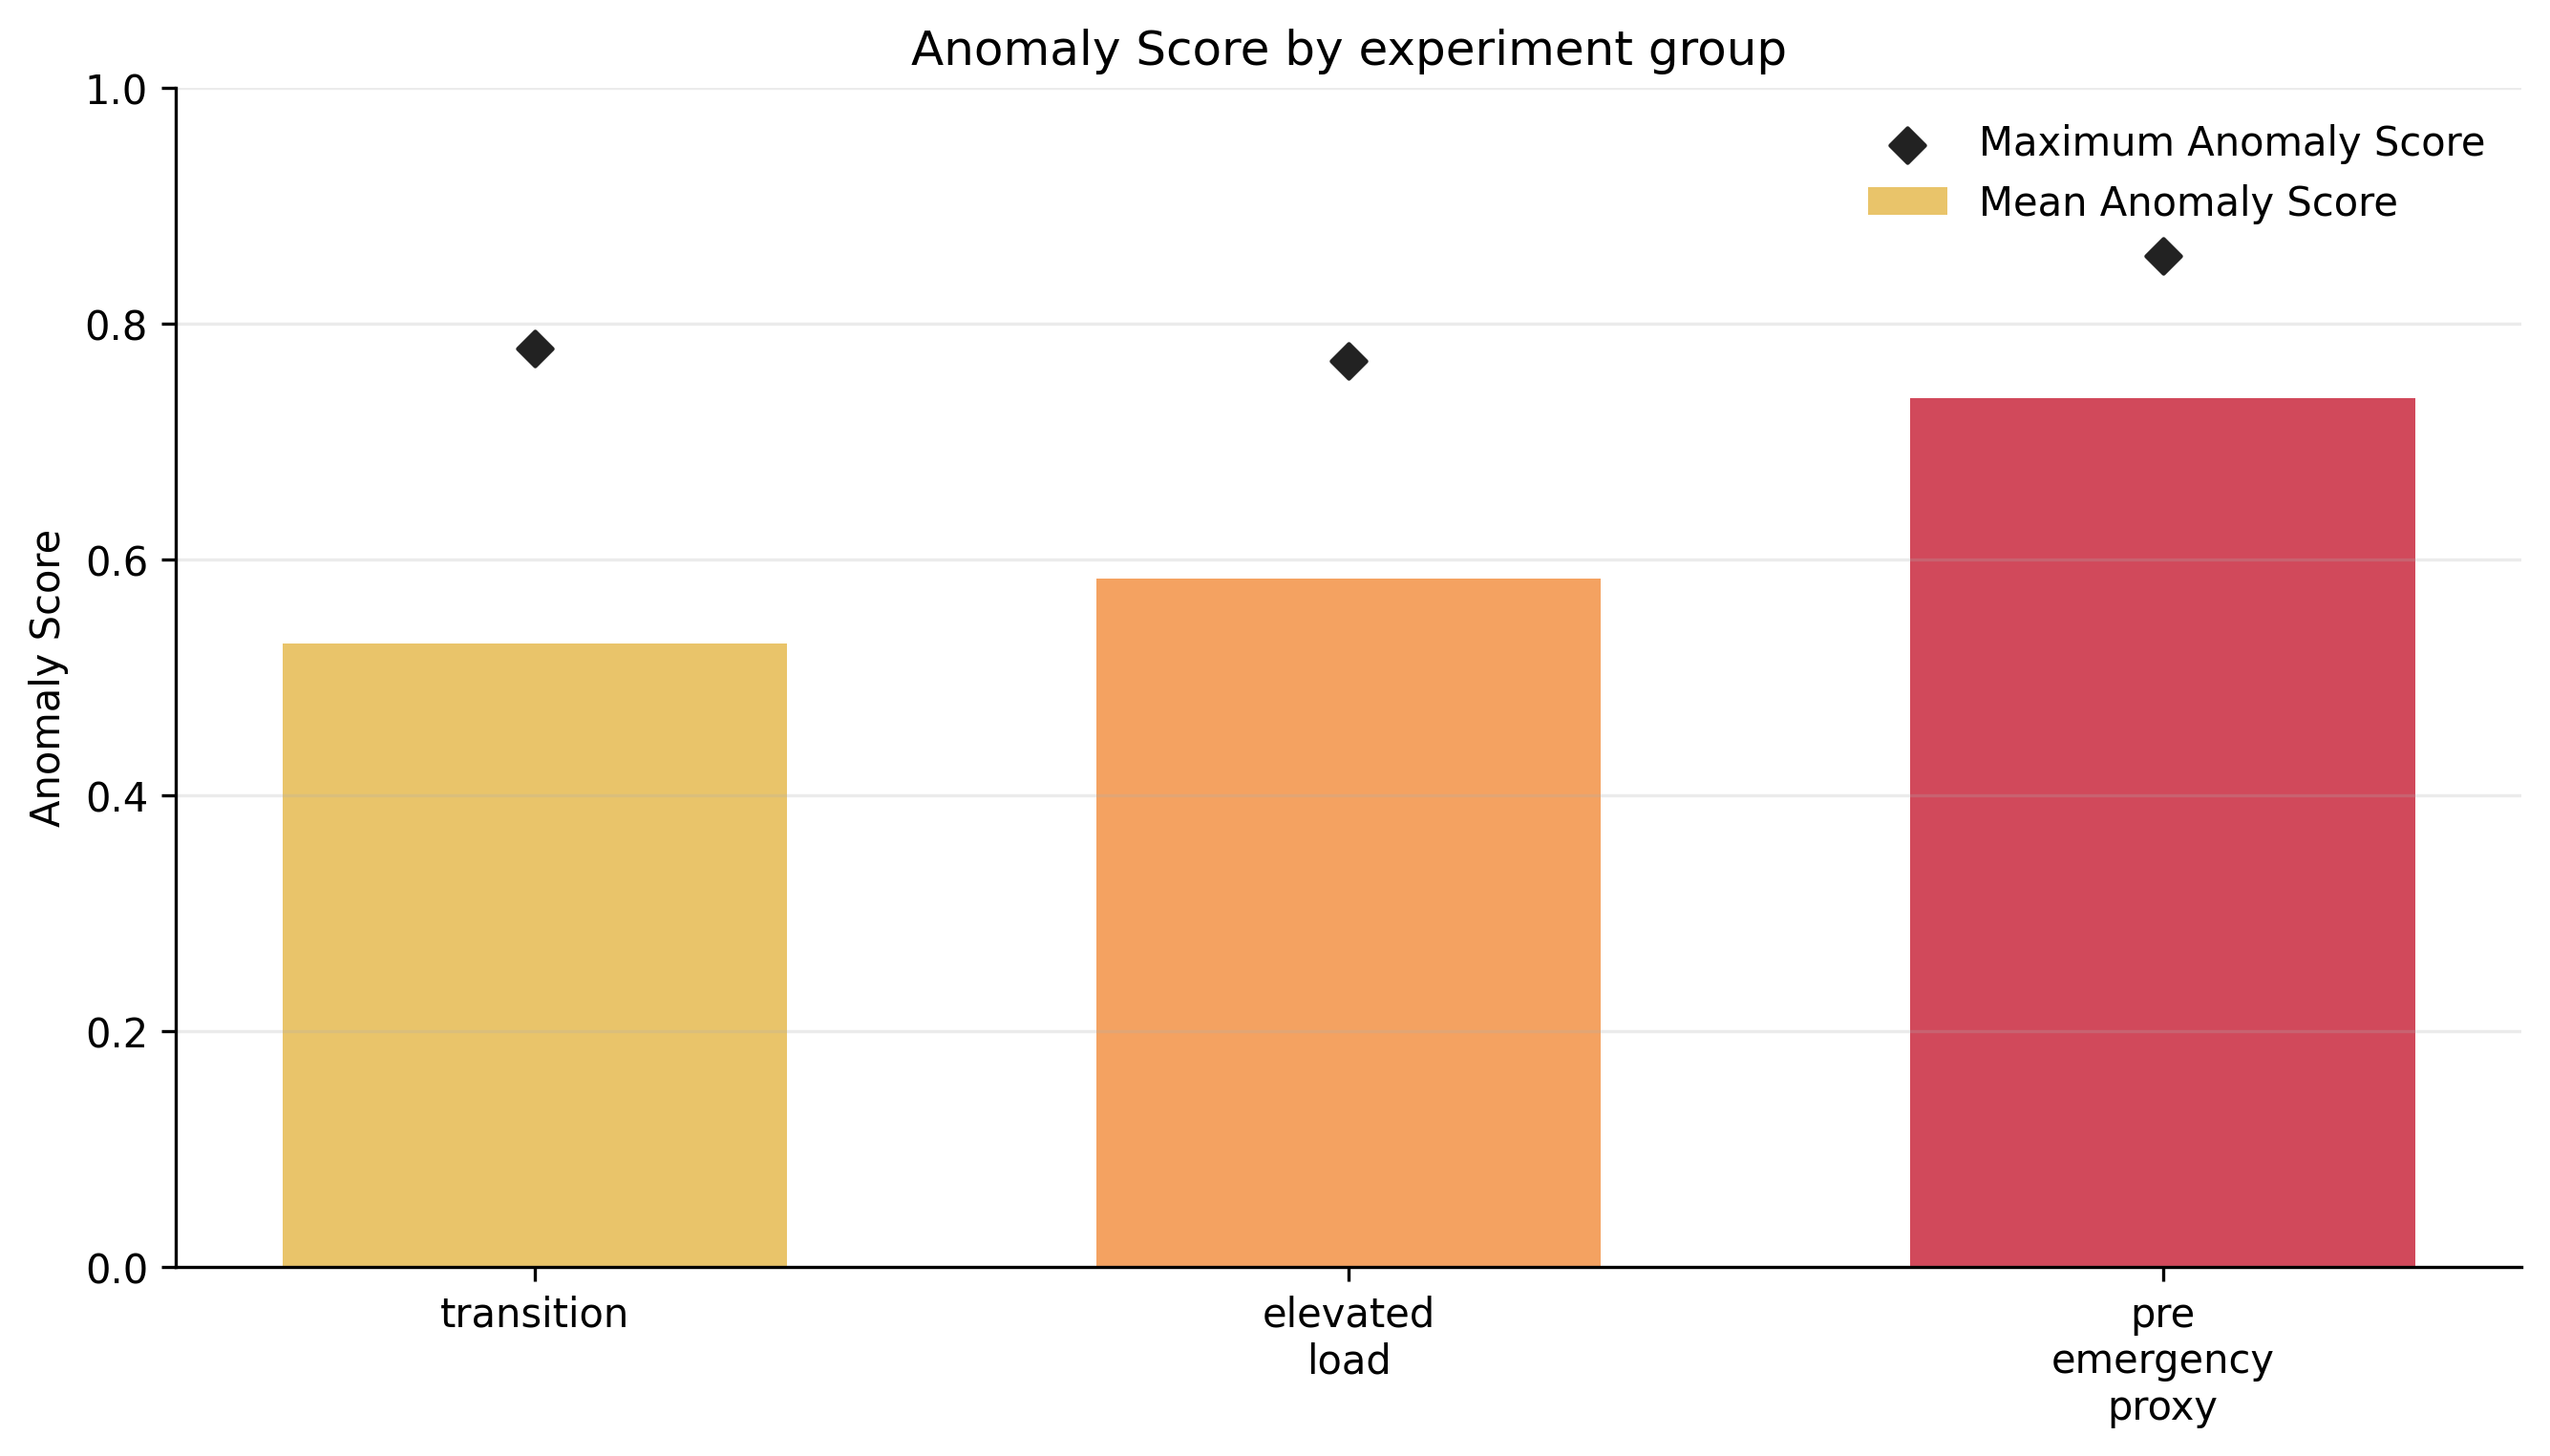 Anomaly Score by experiment group
Maximum Anomaly Score
Mean Anomaly Score
Anomaly Score
1.0
0.8
0.6
0.4
0.2
0.0
transition
elevated
load
pre
emergency
proxy